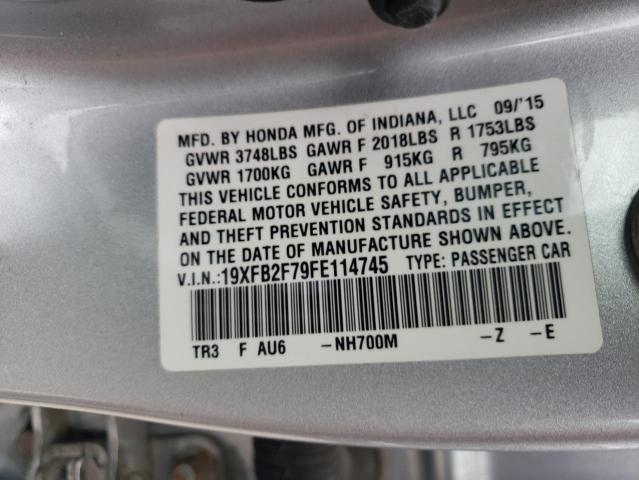 MFD. BY HONDA MFG. OF INDIANA, LLC 09/'15
GVWR 3748LBS GAWR F 2018LBS R 1753LBS
GVWR 1700KG GAWR F 915KG R 795KG
THIS VEHICLE CONFORMS TO ALL APPLICABLE
FEDERAL MOTOR VEHICLE SAFETY, BUMPER,
AND THEFT PREVENTION STANDARDS IN EFFECT
ON THE DATE OF MANUFACTURE SHOWN ABOVE.
V.I.N.:19XFB2F79FE114745 TYPE: PASSENGER CAR
TR3 F AU6 -NH700M -Z -E